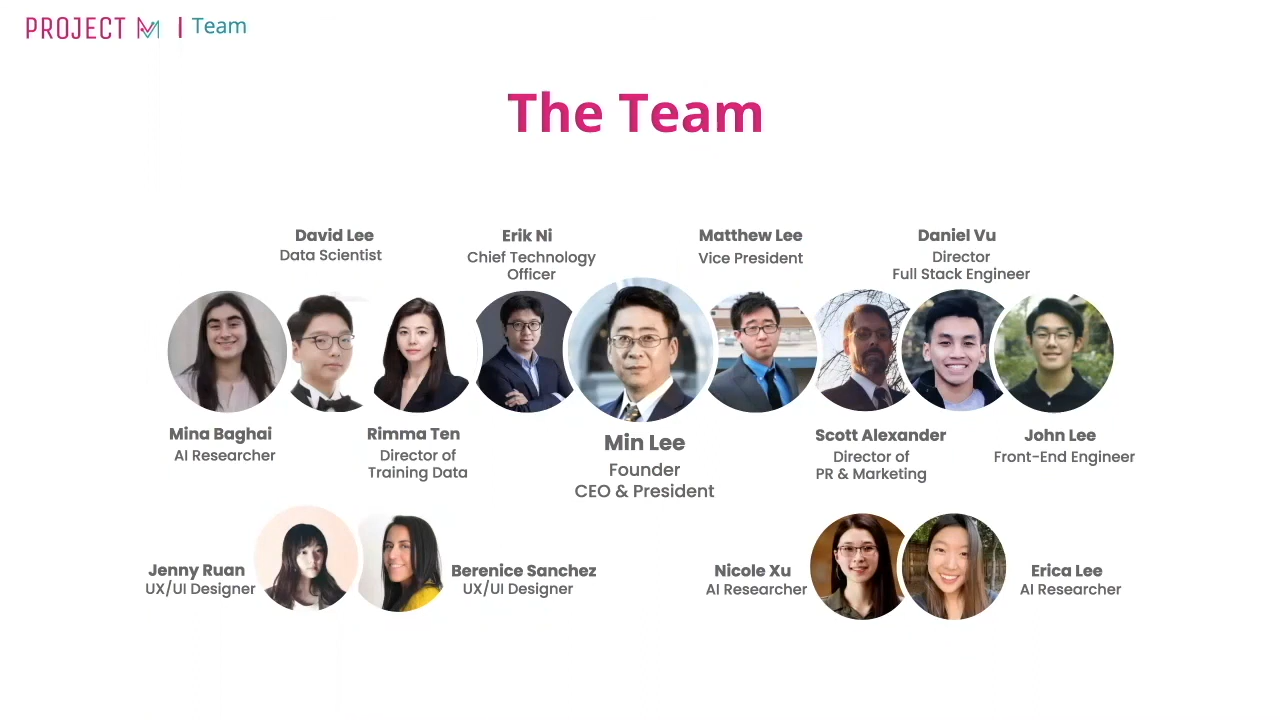 PROJECT M | Team
The Team
David Lee
Data Scientist
Erik Ni
Chief Technology
Officer
Matthew Lee
Vice President
Daniel Vu
Director
Full Stack Engineer
Mina Baghai
AI Researcher
Rimma Ten
Director of
Training Data
Min Lee
Founder
CEO & President
Scott Alexander
Director of
PR & Marketing
John Lee
Front-End Engineer
Jenny Ruan
UX/UI Designer
Berenice Sanchez
UX/UI Designer
Nicole Xu
AI Researcher
Erica Lee
AI Researcher